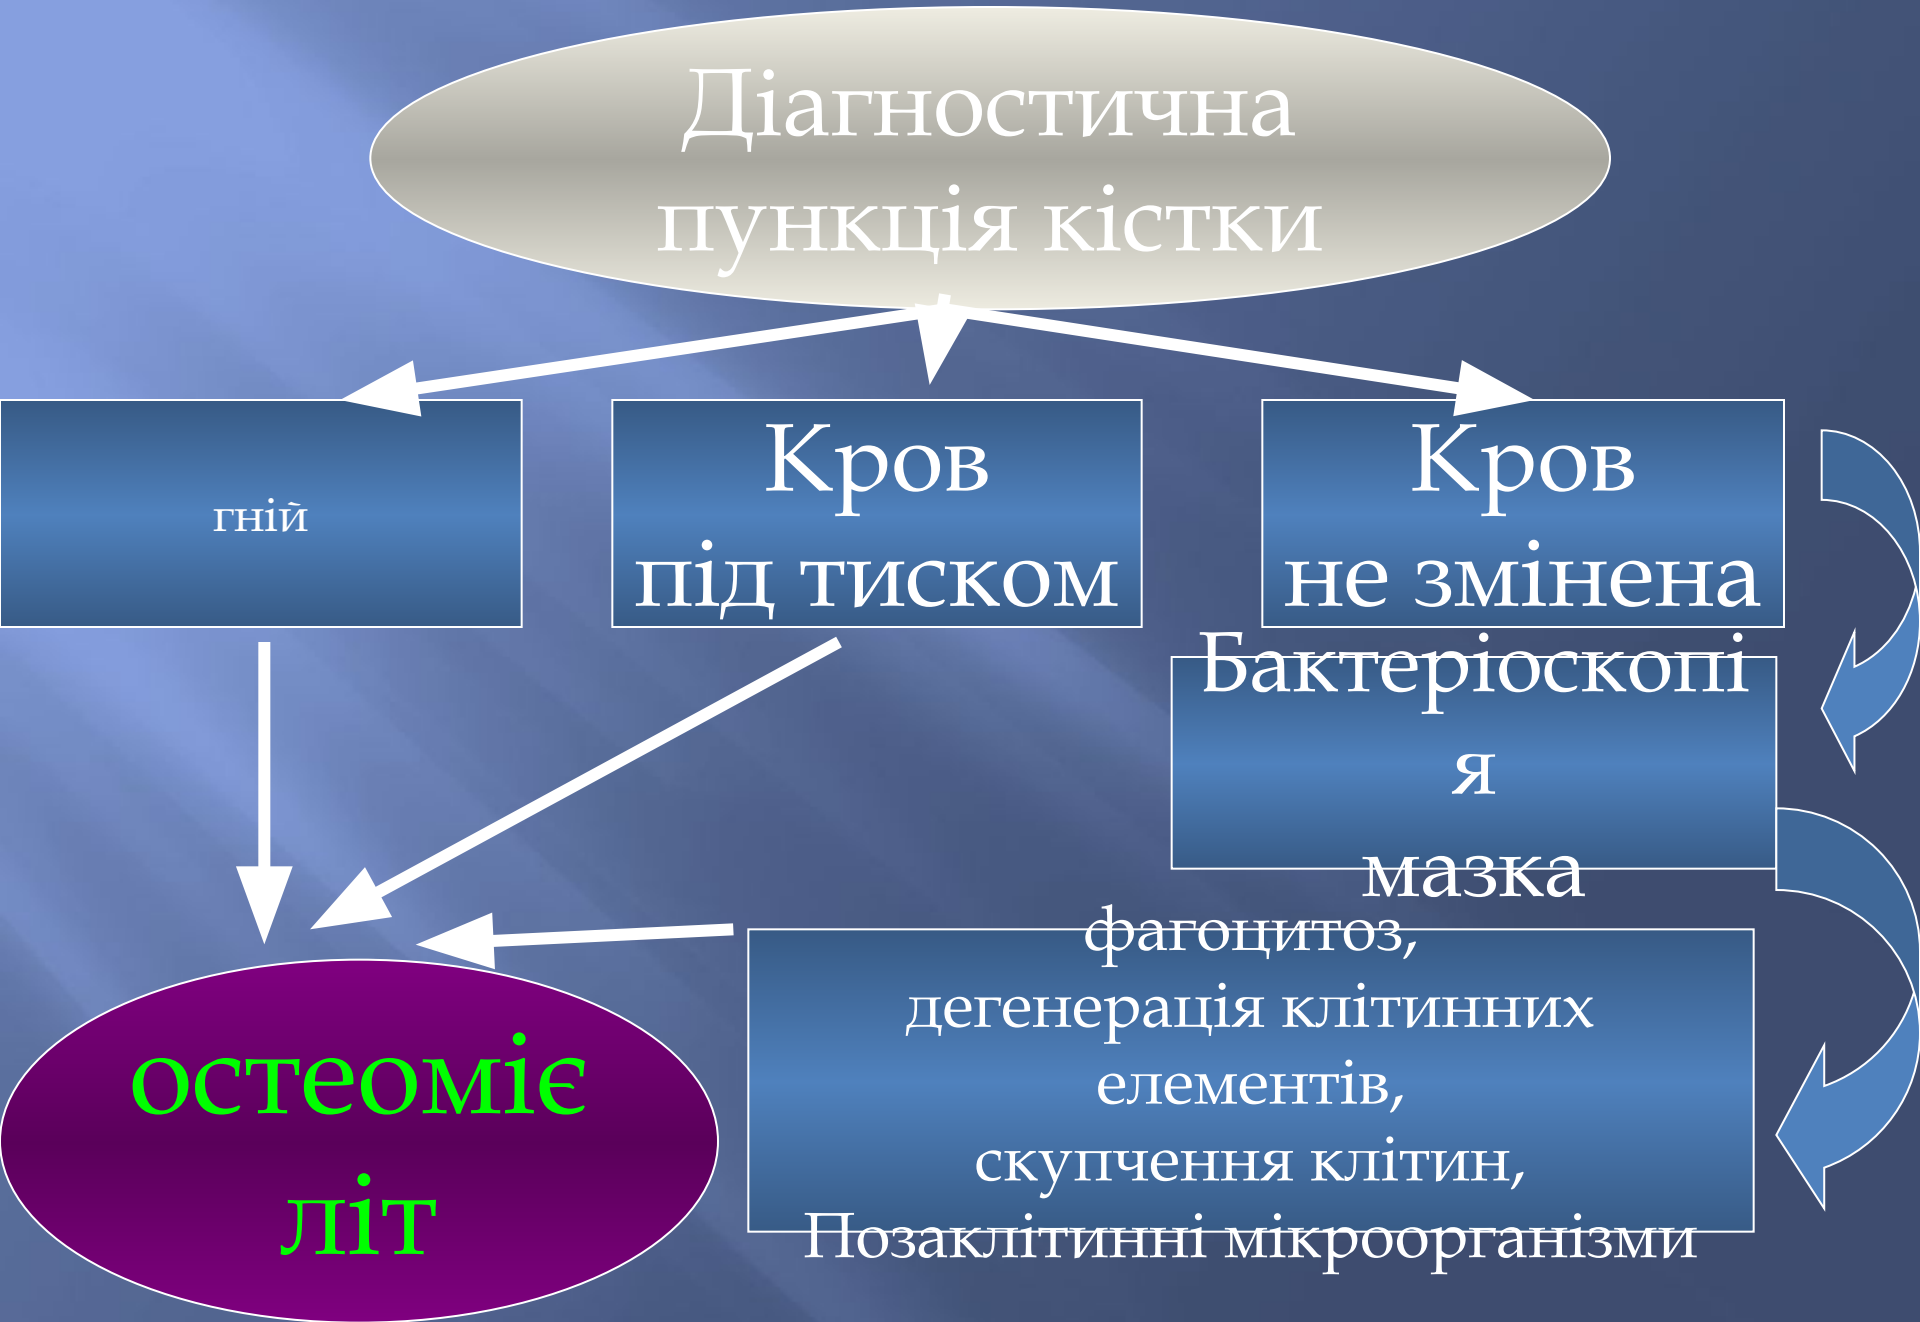 Діагностична
пункція кістки
гній
Кров
під тиском
Кров
не змінена
Бактеріоскопі
я
мазка
фагоцитоз,
дегенерація клітинних
елементів,
скупчення клітин,
Позаклітинні мікроорганізми
остеоміє
літ